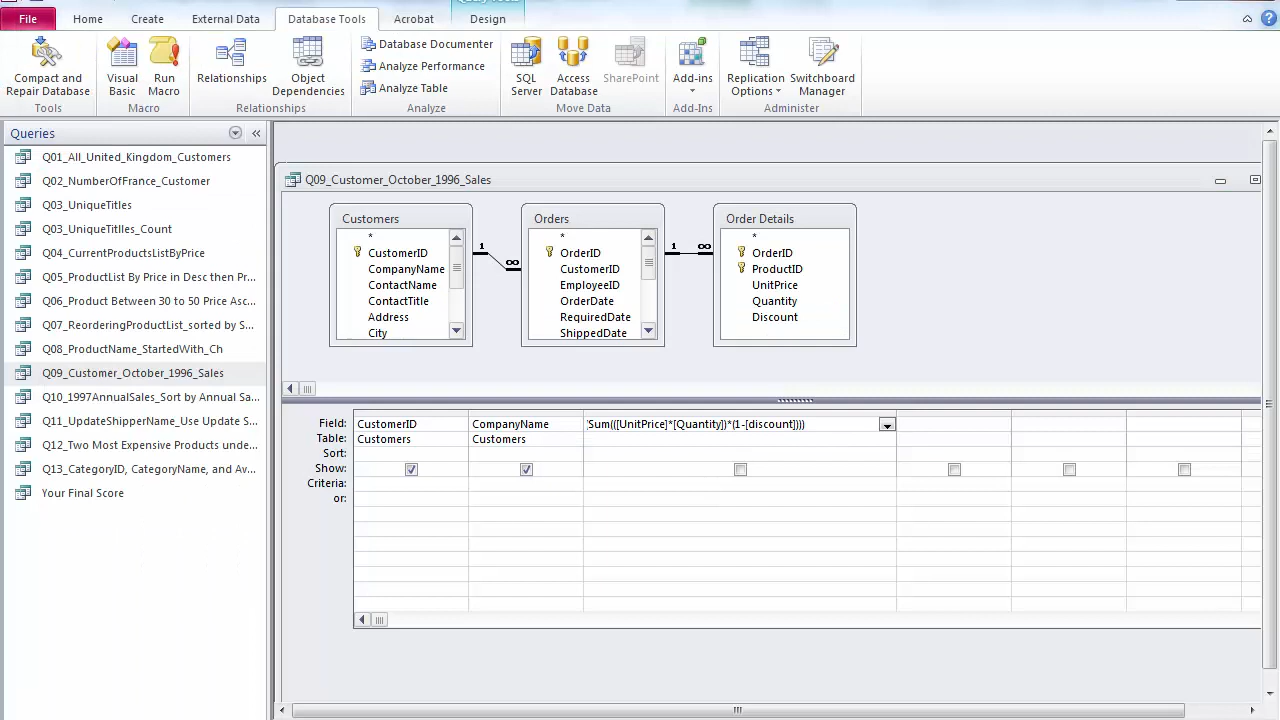 File Home Create External Data Database Tools Acrobat Design
Compact and Repair Database
Visual Basic
Run Macro
Relationships
Object Dependencies
Database Documenter
Analyze Performance
Analyze Table
SQL Server
Access Database
SharePoint
Add-ins
Replication Options
Switchboard Manager
Tools Macro Relationships Analyze Move Data Add-Ins Administer
Queries
Q01_All_United_Kingdom_Customers
Q02_NumberOfFrance_Customer
Q03_UniqueTitles
Q03_UniqueTitlles_Count
Q04_CurrentProductsListByPrice
Q05_ProductList By Price in Desc then Pr...
Q06_Product Between 30 to 50 Price Asc...
Q07_ReorderingProductList_sorted by S...
Q08_ProductName_StartedWith_Ch
Q09_Customer_October_1996_Sales
Q10_1997AnnualSales_Sort by Annual Sa...
Q11_UpdateShipperName_Use Update S...
Q12_Two Most Expensive Products unde...
Q13_CategoryID, CategoryName, and Av...
Your Final Score
Q09_Customer_October_1996_Sales
Customers
*
CustomerID
CompanyName
ContactName
ContactTitle
Address
City
Orders
*
OrderID
CustomerID
EmployeeID
OrderDate
RequiredDate
ShippedDate
Order Details
*
OrderID
ProductID
UnitPrice
Quantity
Discount
1 ∞ 1 ∞
Field: CustomerID CompanyName 'Sum(([UnitPrice]*[Quantity])*(1-[discount])))
Table: Customers Customers
Sort:
Show:
Criteria:
or: